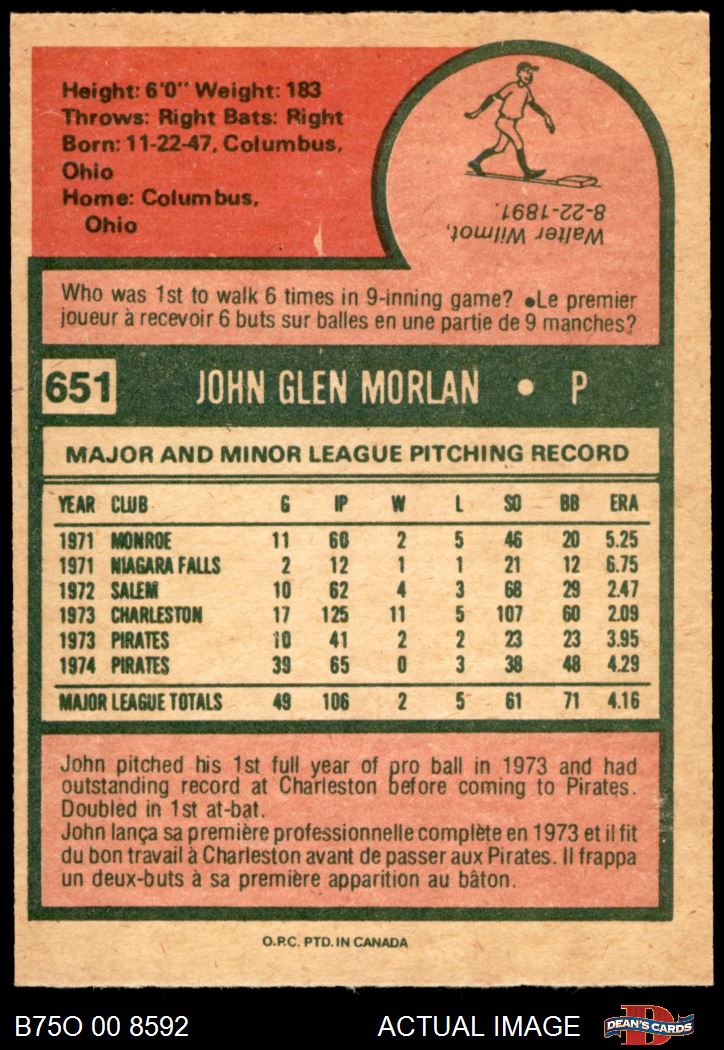 Height: 6'0" Weight: 183
Throws: Right Bats: Right
Born: 11-22-47, Columbus,
Ohio
Home: Columbus,
Ohio
Walter Wilmot,
8-22-1891.
Who was 1st to walk 6 times in 9-inning game? ●Le premier
joueur à recevoir 6 buts sur balles en une partie de 9 manches?
651 JOHN GLEN MORLAN • P
MAJOR AND MINOR LEAGUE PITCHING RECORD
YEAR CLUB G IP W L SO BB ERA
1971 MONROE 11 60 2 5 46 20 5.25
1971 NIAGARA FALLS 2 12 1 1 21 12 6.75
1972 SALEM 10 62 4 3 68 29 2.47
1973 CHARLESTON 17 125 11 5 107 60 2.09
1973 PIRATES 10 41 2 2 23 23 3.95
1974 PIRATES 39 65 0 3 38 48 4.29
MAJOR LEAGUE TOTALS 49 106 2 5 61 71 4.16
John pitched his 1st full year of pro ball in 1973 and had
outstanding record at Charleston before coming to Pirates.
Doubled in 1st at-bat.
John lança sa première professionnelle complète en 1973 et il fit
du bon travail à Charleston avant de passer aux Pirates. Il frappa
un deux-buts à sa première apparition au bâton.
O.P.C. PTD. IN CANADA
B75O 00 8592 ACTUAL IMAGE DEAN'S CARDS